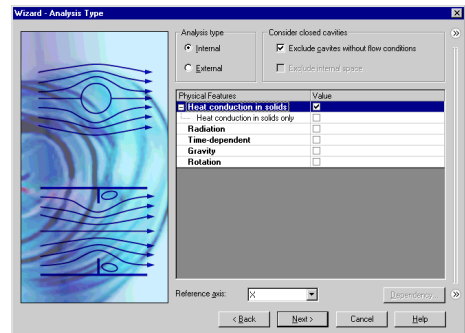 Wizard - Analysis Type
Analysis type
Internal
External
Consider closed cavities
Exclude cavites without flow conditions
Exclude internal space
Physical Features Value
Heat conduction in solids
Heat conduction in solids only
Radiation
Time-dependent
Gravity
Rotation
Reference axis: X Dependency...
< Back Next > Cancel Help